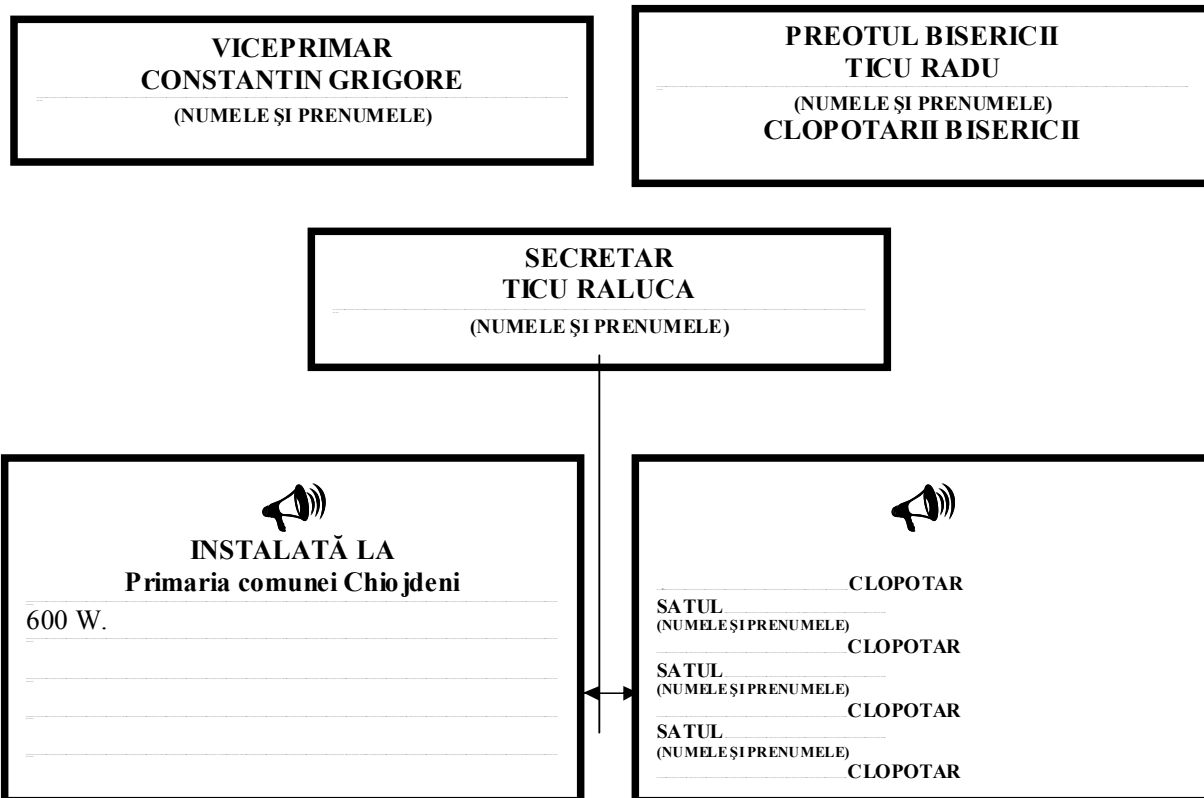 VICEPRIMAR
CONSTANTIN GRIGORE
(NUMELE ŞI PRENUMELE)
PREOTUL BISERICII
TICU RADU
(NUMELE ŞI PRENUMELE)
CLOPOTARII BISERICII
SECRETAR
TICU RALUCA
(NUMELE ŞI PRENUMELE)
INSTALATĂ LA
Primaria comunei Chiojdeni
600 W.
CLOPOTAR
SATUL
(NUMELE ŞI PRENUMELE)
CLOPOTAR
SATUL
(NUMELE ŞI PRENUMELE)
CLOPOTAR
SATUL
(NUMELE ŞI PRENUMELE)
CLOPOTAR